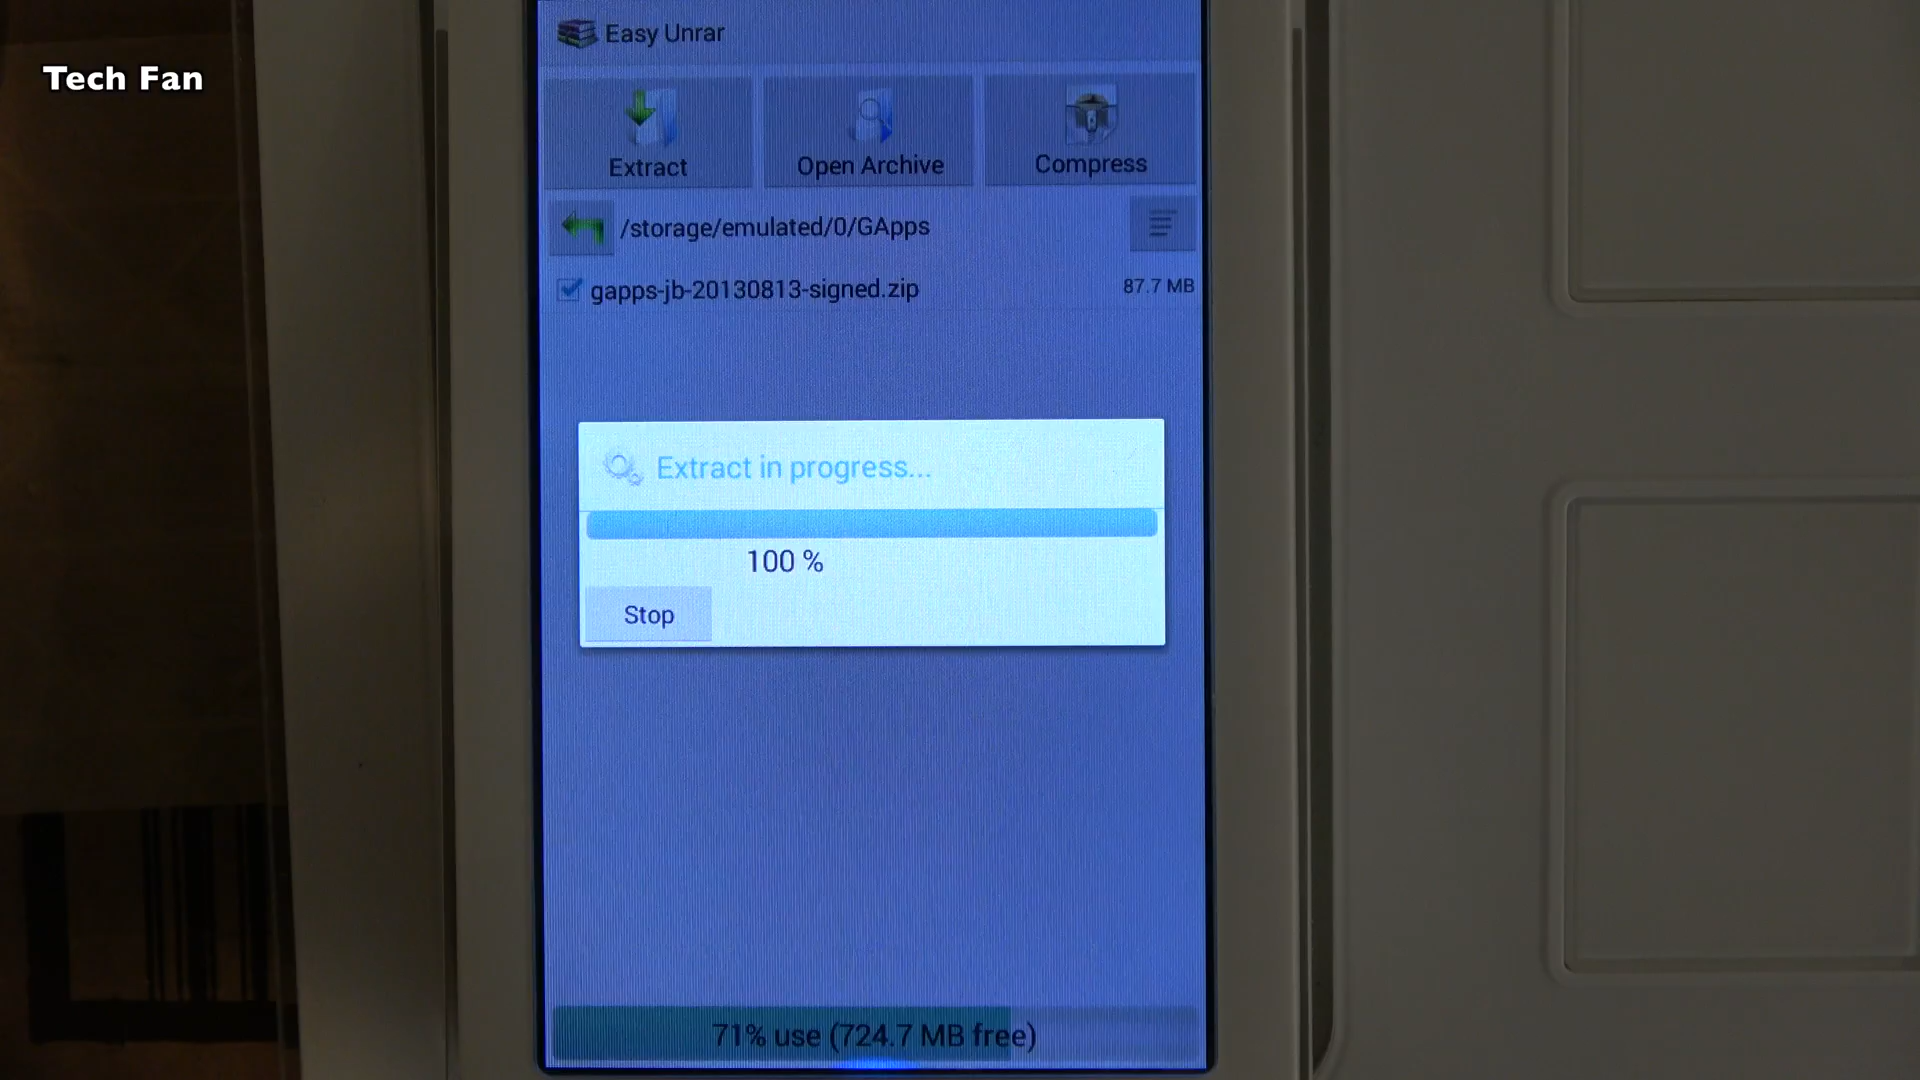 Tech Fan
Easy Unrar
Extract
Open Archive
Compress
/storage/emulated/0/GApps
gapps-jb-20130813-signed.zip
87.7 MB
Extract in progress...
100 %
Stop
71% use (724.7 MB free)